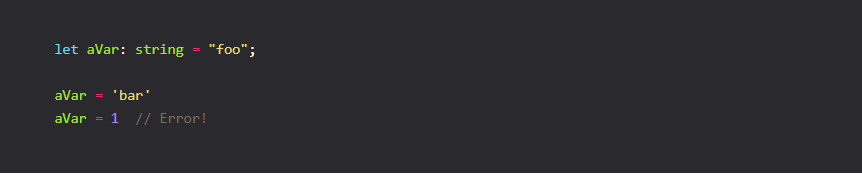 let aVar: string = "foo";
aVar = 'bar'
aVar = 1  // Error!